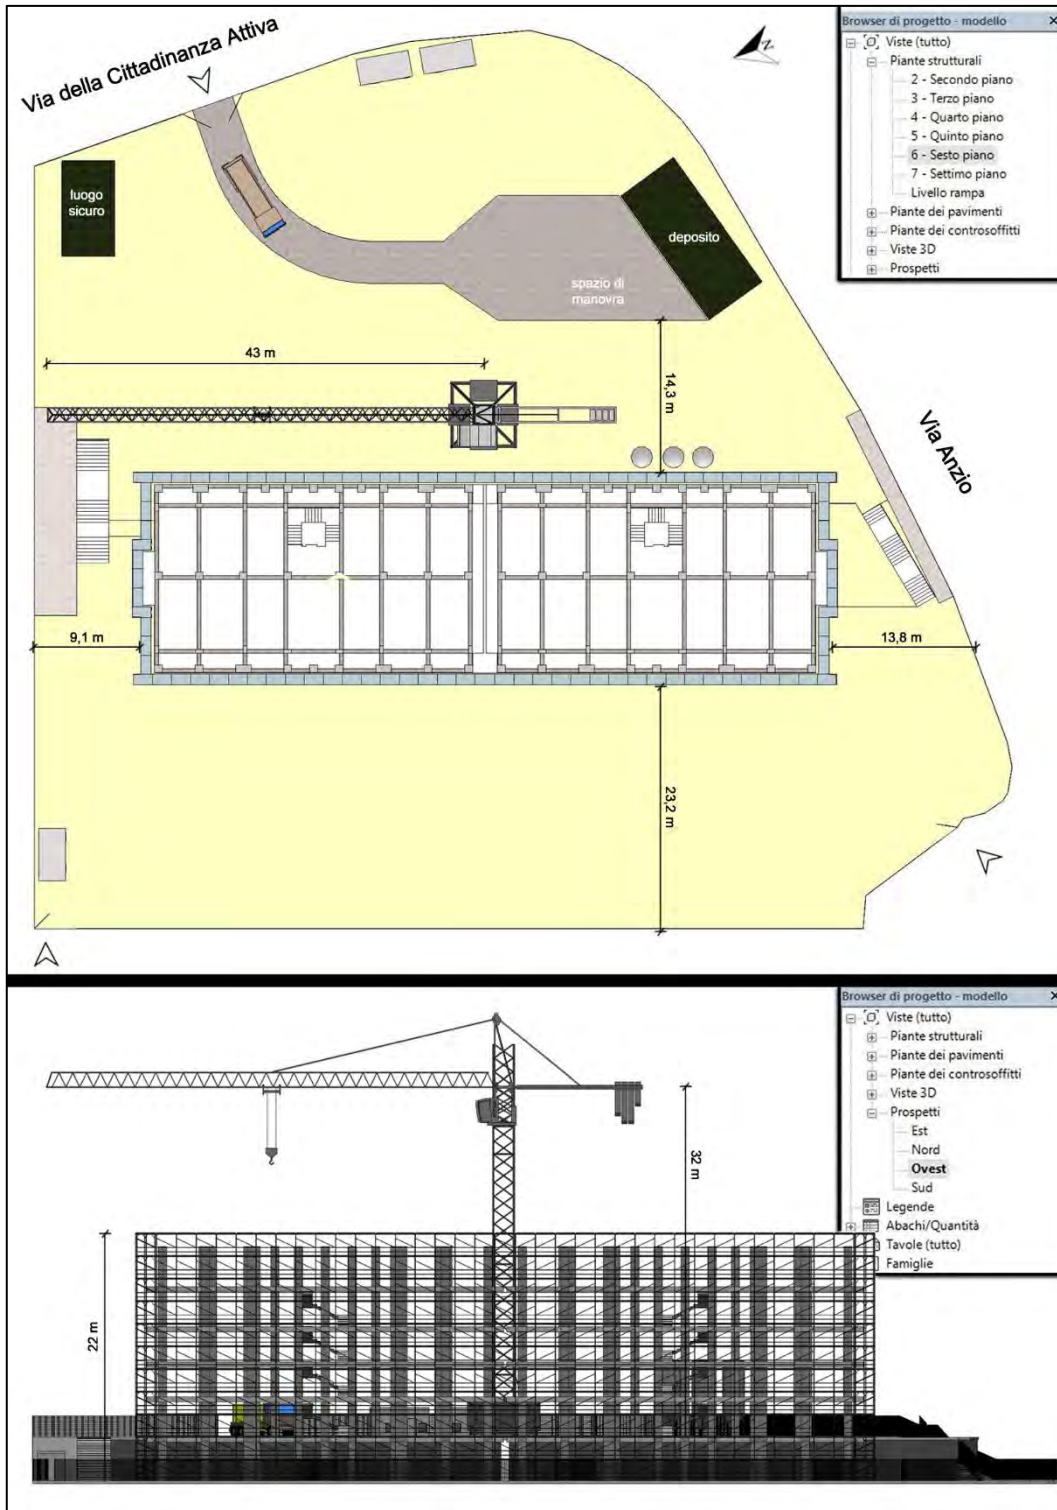 Via della Cittadinanza Attiva
N
Browser di progetto - modello
Viste (tutto)
Piante strutturali
2 - Secondo piano
3 - Terzo piano
4 - Quarto piano
5 - Quinto piano
6 - Sesto piano
7 - Settimo piano
Livello rampa
Piante dei pavimenti
Piante dei controsoffitti
Viste 3D
Prospetti
luogo
sicuro
deposito
spazio di
manovra
43 m
14,3 m
Via Anzio
9,1 m
13,8 m
23,2 m
Browser di progetto - modello
Viste (tutto)
Piante strutturali
Piante dei pavimenti
Piante dei controsoffitti
Viste 3D
Prospetti
Est
Nord
Ovest
Sud
Legende
Abachi/Quantità
Tavole (tutto)
Famiglie
32 m
22 m